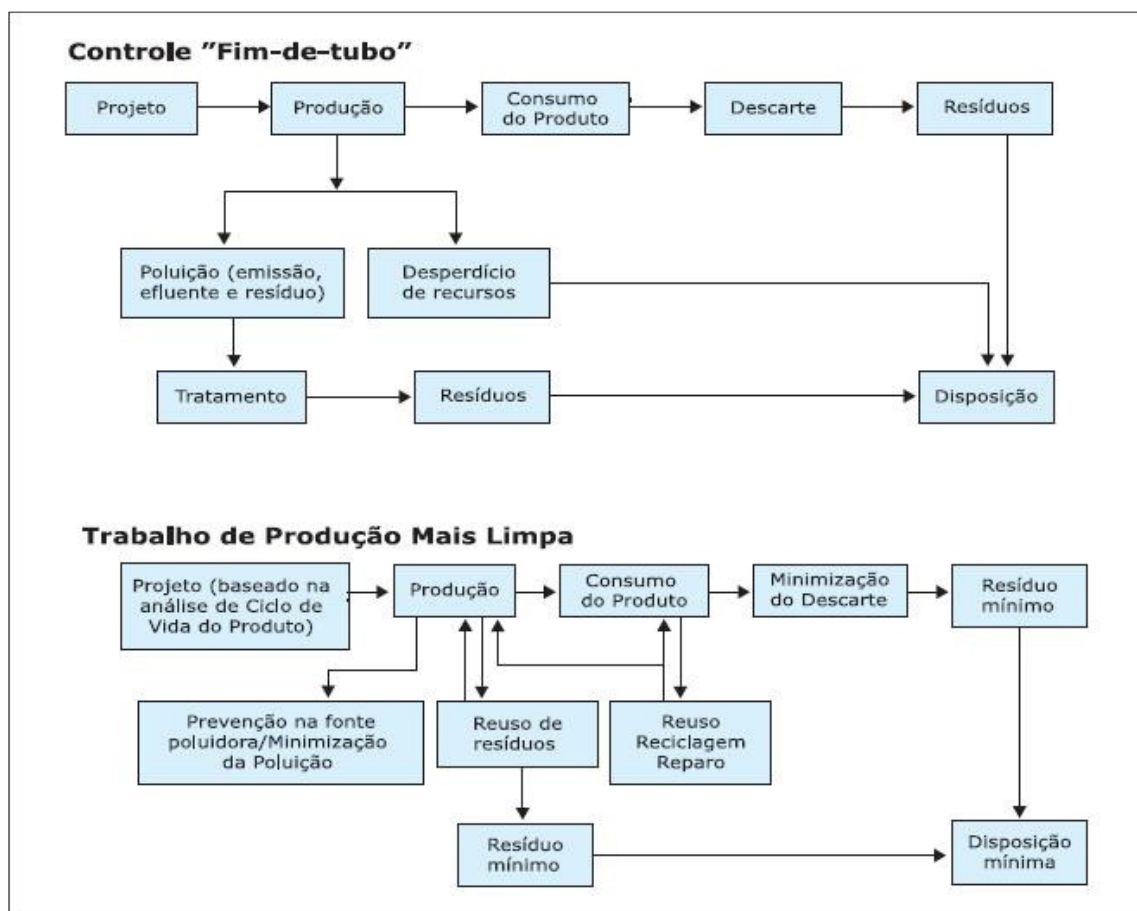 Controle "Fim-de-tubo"
Projeto
Produção
Consumo
do Produto
Descarte
Resíduos
Poluição (emissão,
efluente e resíduo)
Desperdício
de recursos
Tratamento
Resíduos
Disposição
Trabalho de Produção Mais Limpa
Projeto (baseado na
análise de Ciclo de
Vida do Produto)
Produção
Consumo
do Produto
Minimização
do Descarte
Resíduo
mínimo
Prevenção na fonte
poluidora/Minimização
da Poluição
Reuso de
resíduos
Reuso
Reciclagem
Reparo
Resíduo
mínimo
Disposição
mínima